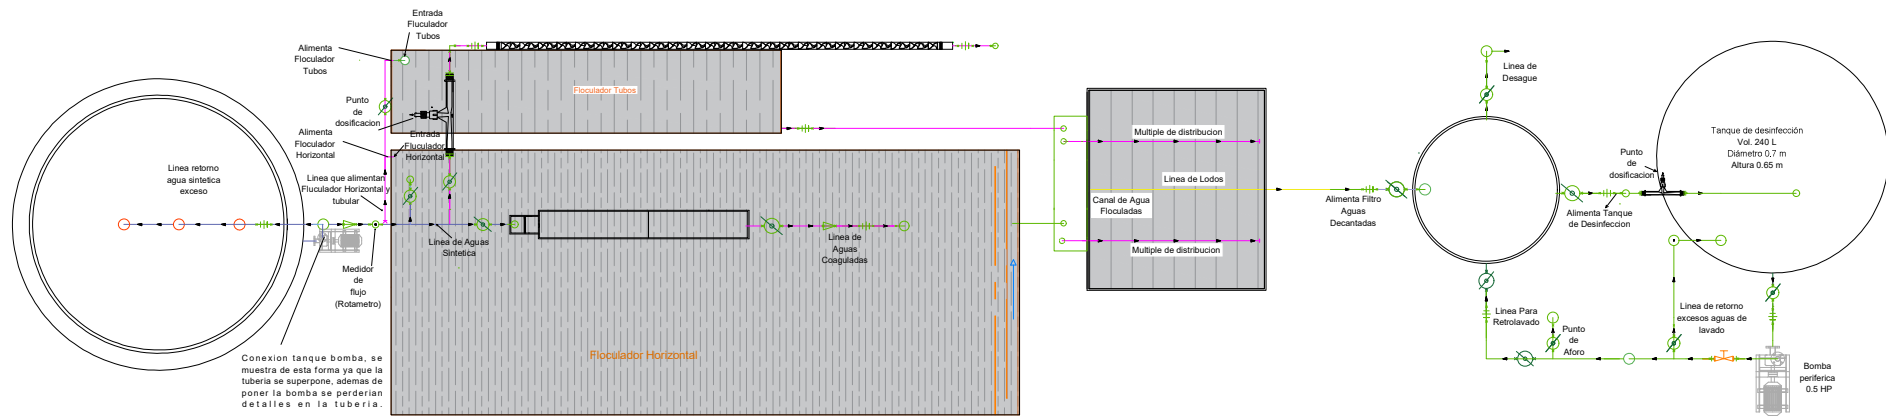 Entrada
Fluculador
Tubos
Alimenta
Floculador
Tubos
Floculador Tubos
Punto
de
dosificacion
Alimenta
Floculador
Horizontal
Entrada
Fluculador
Horizontal
Linea retorno
agua sintetica
exceso
Linea que alimentan
Fluculador Horizontal y
tubular
Linea de Aguas
Sintetica
Medidor
de
flujo
(Rotametro)
Linea de
Aguas
Coaguladas
Floculador Horizontal
Conexion tanque bomba, se
muestra de esta forma ya que la
tuberia se superpone, ademas de
poner la bomba se perderian
detalles en la tuberia.
Multiple de distribucion
Linea de Lodos
Canal de Agua
Floculadas
Multiple de distribucion
Alimenta Filtro
Aguas
Decantadas
Linea de
Desague
Punto
de
dosificacion
Alimenta Tanque
de Desinfeccion
Tanque de desinfección
Vol. 240 L
Diámetro 0.7 m
Altura 0.65 m
Linea Para
Retrolavado
Punto
de
Aforo
Linea de retorno
excesos aguas de
lavado
Bomba
periferica
0.5 HP